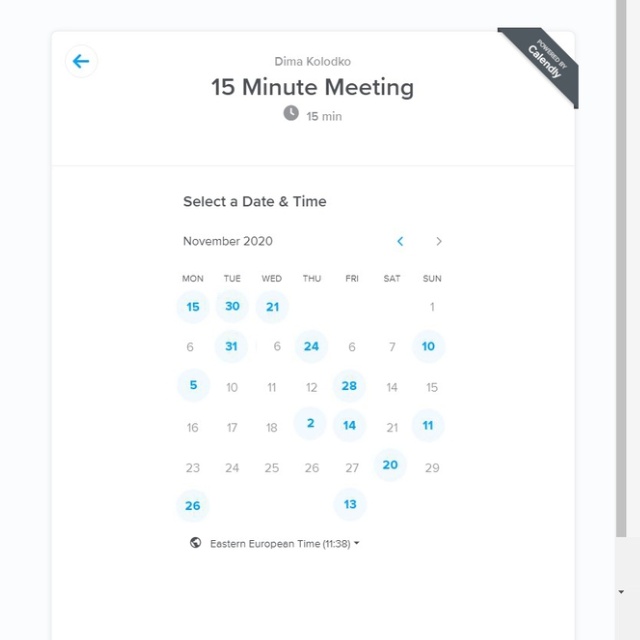 Dima Kolodko
POWERED BY
Calendly
15 Minute Meeting
15 min
Select a Date & Time
November 2020
MON TUE WED THU FRI SAT SUN
15 30 21 1
6 31 6 24 6 7 10
5 10 11 12 28 14 15
16 17 18 2 14 21 11
23 24 25 26 27 20 29
26 13
Eastern European Time (11:38)